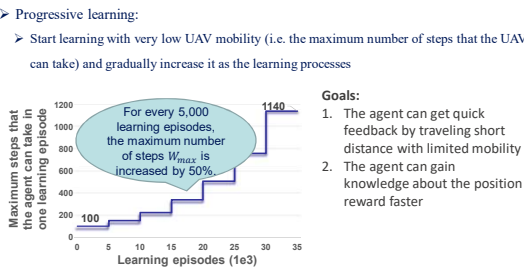 ➢ Progressive learning:
➢ Start learning with very low UAV mobility (i.e. the maximum number of steps that the UAV
can take) and gradually increase it as the learning processes
Maximum steps that
the agent can take in
one learning episode
1200
1000
800
600
400
200
0
100
1140
For every 5,000
learning episodes,
the maximum number
of steps W_max is
increased by 50%.
0 5 10 15 20 25 30 35
Learning episodes (1e3)
Goals:
1. The agent can get quick
feedback by traveling short
distance with limited mobility
2. The agent can gain
knowledge about the position
reward faster